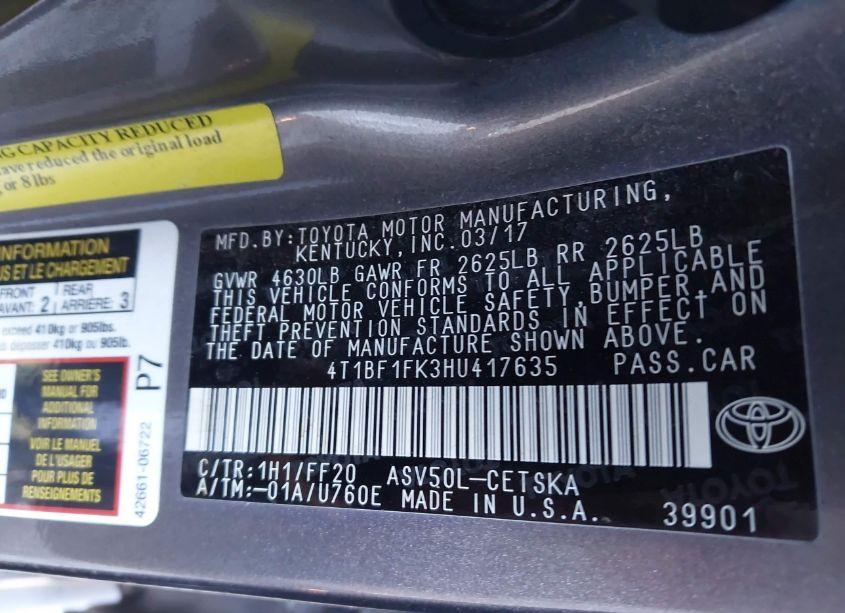 NG CAPACITY REDUCED
have reduced the original load
or 8 lbs
INFORMATION
US ET LE CHARGEMENT
FRONT
AVANT: 2
REAR
ARRIÈRE: 3
exceed 410kg or 905lbs.
is depasser 410kg ou 905lb.
SEE OWNER'S
MANUAL FOR
ADDITIONAL
INFORMATION
VOIR LE MANUEL
DE L'USAGER
POUR PLUS DE
RENSEIGNEMENTS
P7
42661-06722
MFD.BY:TOYOTA MOTOR MANUFACTURING,
KENTUCKY,INC.03/17
GVWR 4630LB GAWR FR 2625LB RR 2625LB
THIS VEHICLE CONFORMS TO ALL APPLICABLE
FEDERAL MOTOR VEHICLE SAFETY,BUMPER,AND
THEFT PREVENTION STANDARDS IN EFFECT ON
THE DATE OF MANUFACTURE SHOWN ABOVE.
4T1BF1FK3HU417635 PASS.CAR
C/TR:1H1/FF20 ASV50L-CETSKA
A/TM:-01A/U760E MADE IN U.S.A.
39901